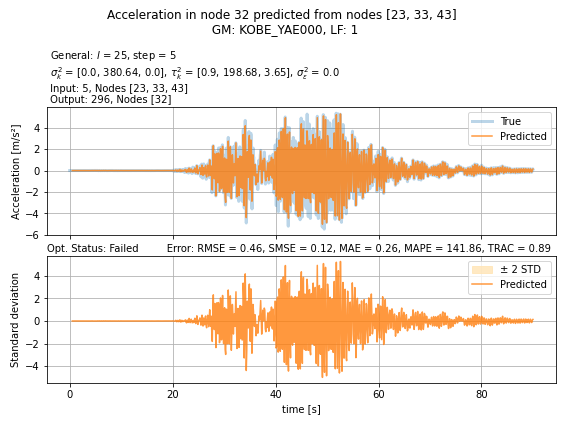 Acceleration in node 32 predicted from nodes [23, 33, 43]
GM: KOBE_YAE000, LF: 1
General: l = 25, step = 5
σ²ₖ = [0.0, 380.64, 0.0], τ²ₖ = [0.9, 198.68, 3.65], σ²ₑ = 0.0
Input: 5, Nodes [23, 33, 43]
Output: 296, Nodes [32]
Acceleration [m/s²]
4
2
0
−2
−4
−6
True
Predicted
Opt. Status: Failed Error: RMSE = 0.46, SMSE = 0.12, MAE = 0.26, MAPE = 141.86, TRAC = 0.89
Standard deviation
4
2
0
−2
−4
± 2 STD
Predicted
0 20 40 60 80
time [s]